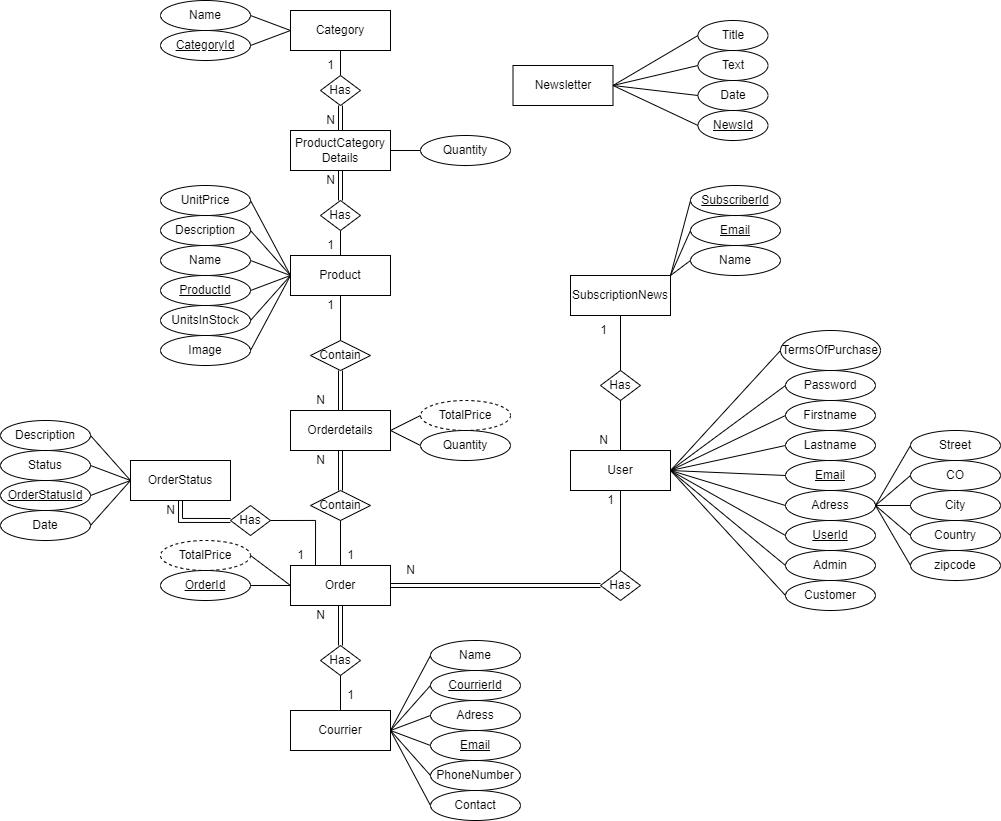 Name
CategoryId
Category
1
Has
N
ProductCategory
Details
Quantity
N
Has
1
UnitPrice
Description
Name
ProductId
UnitsInStock
Image
Product
1
Contain
N
Orderdetails
TotalPrice
Quantity
N
Contain
1
Description
Status
OrderStatusId
Date
OrderStatus
N
Has
1
TotalPrice
OrderId
Order
N
N
Has
1
Courrier
Name
CourrierId
Adress
Email
PhoneNumber
Contact
Newsletter
Title
Text
Date
NewsId
SubscriberId
Email
Name
SubscriptionNews
1
Has
N
User
1
Has
TermsOfPurchase
Password
Firstname
Lastname
Email
Adress
UserId
Admin
Customer
Street
CO
City
Country
zipcode